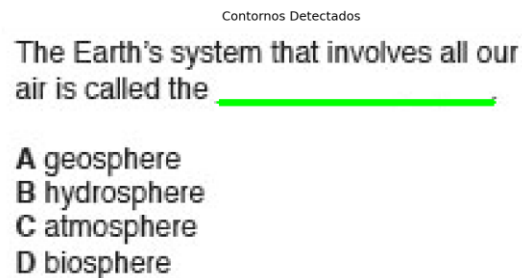 Contornos Detectados
The Earth's system that involves all our
air is called the .
A geosphere
B hydrosphere
C atmosphere
D biosphere